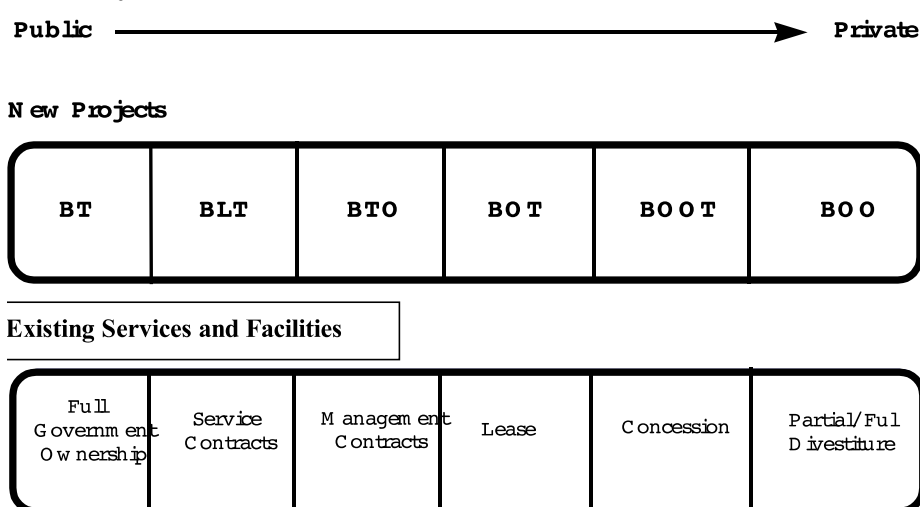 Public Private
New Projects
BT BLT BTO BOT BOOT BOO
Existing Services and Facilities
Full
Government
Ownership
Service
Contracts
Management
Contracts
Lease
Concession
Partial/Ful
Divestiture